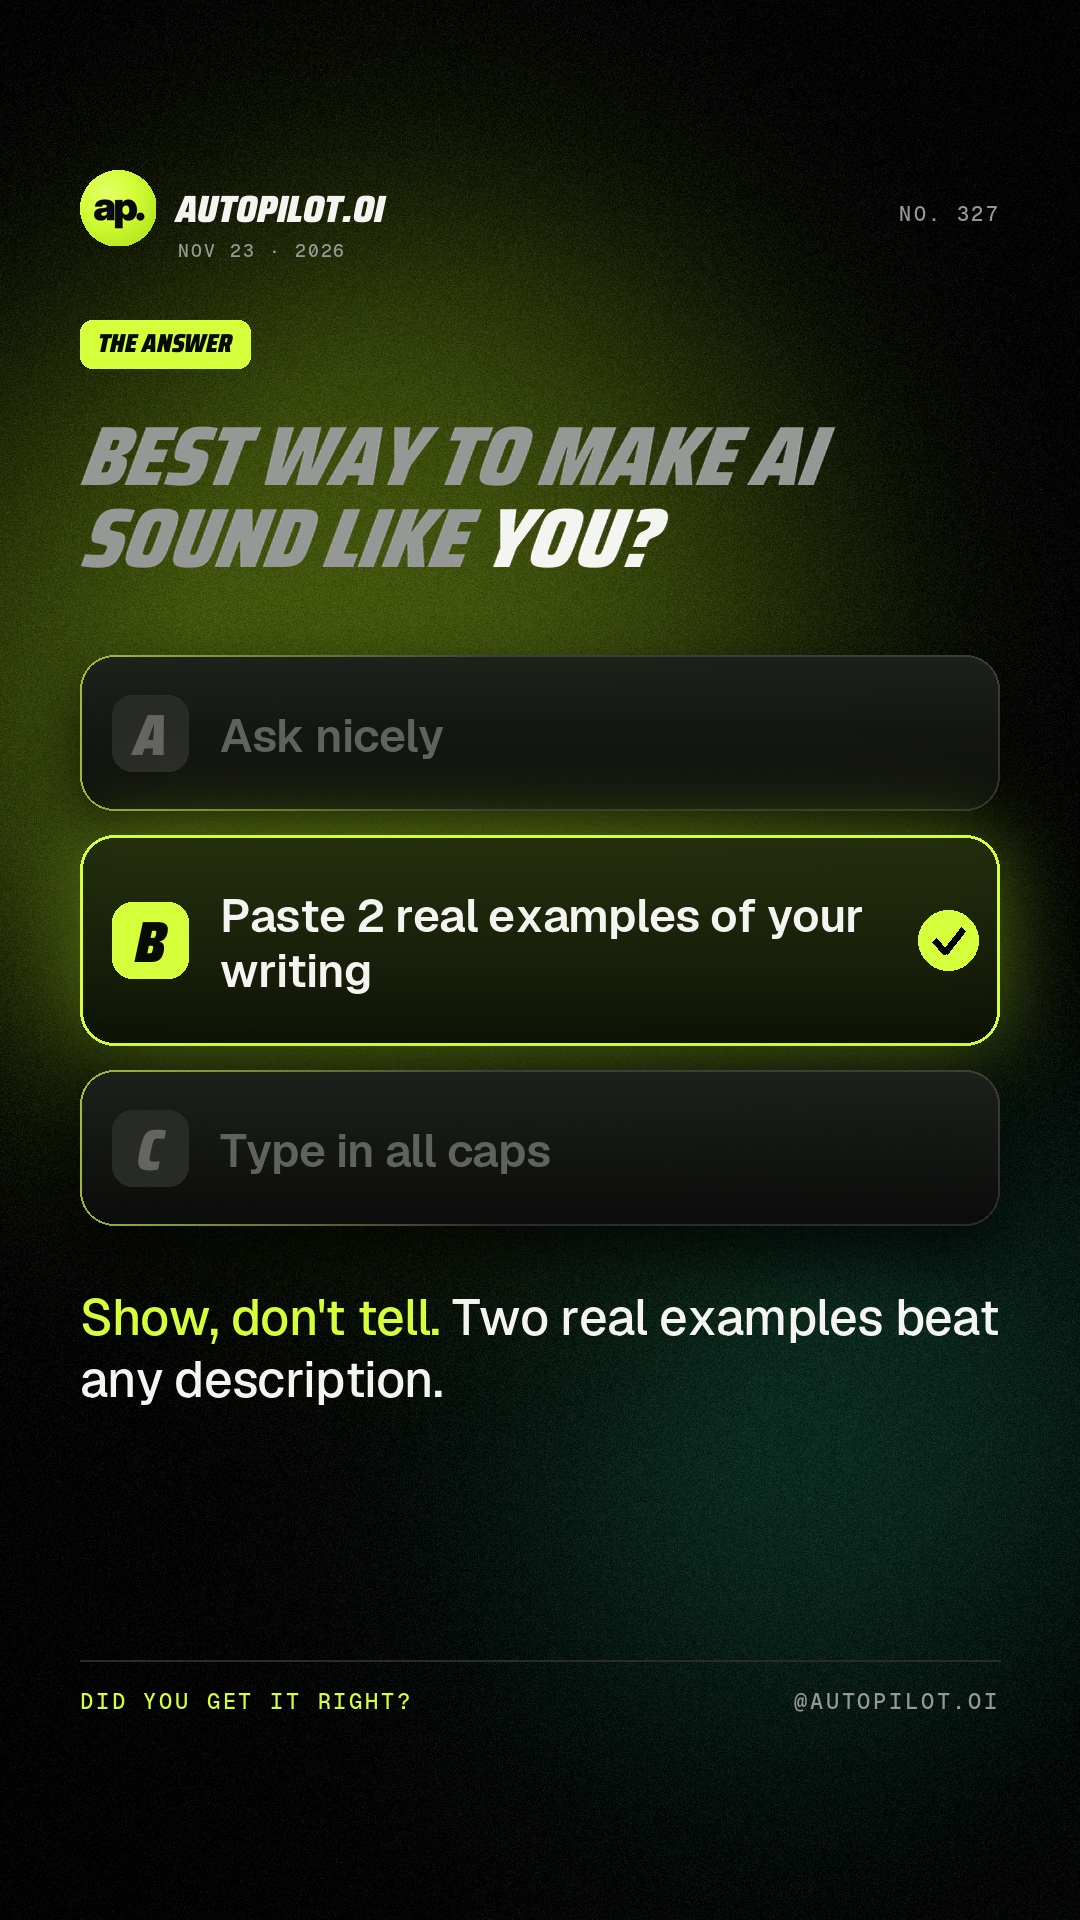 ap. AUTOPILOT.OI
NO. 327
NOV 23 · 2026
THE ANSWER
BEST WAY TO MAKE AI
SOUND LIKE YOU?
A Ask nicely
B Paste 2 real examples of your
writing
C Type in all caps
Show, don't tell. Two real examples beat
any description.
DID YOU GET IT RIGHT?
@AUTOPILOT.OI